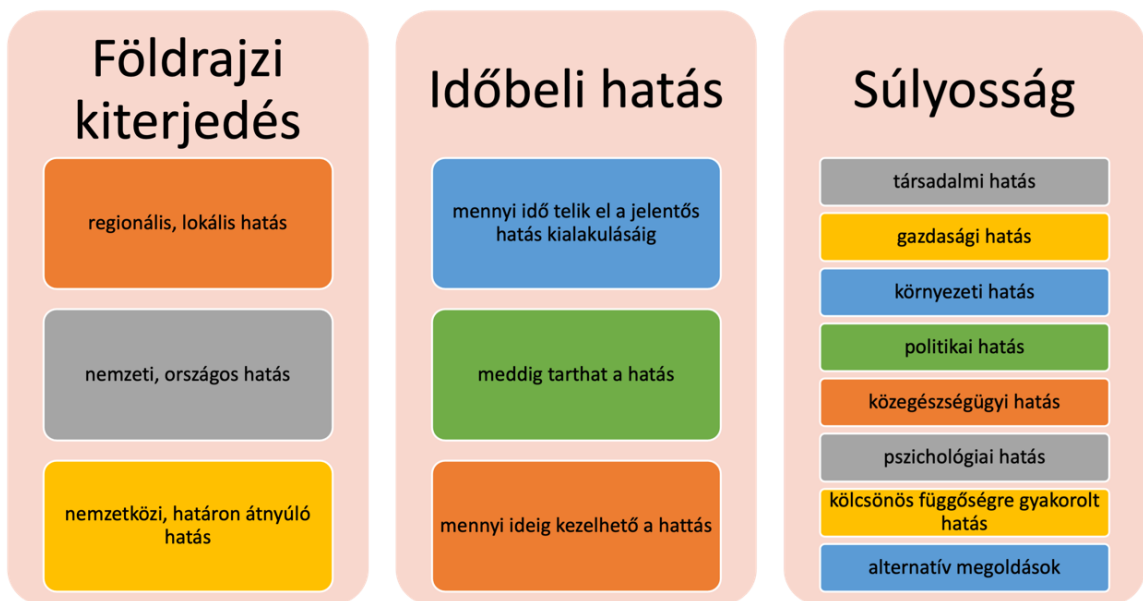 Földrajzi
kiterjedés
regionális, lokális hatás
nemzeti, országos hatás
nemzetközi, határon átnyúló
hatás
Időbeli hatás
mennyi idő telik el a jelentős
hatás kialakulásáig
meddig tarthat a hatás
mennyi ideig kezelhető a hattás
Súlyosság
társadalmi hatás
gazdasági hatás
környezeti hatás
politikai hatás
közegészségügyi hatás
pszichológiai hatás
kölcsönös függőségre gyakorolt
hatás
alternatív megoldások